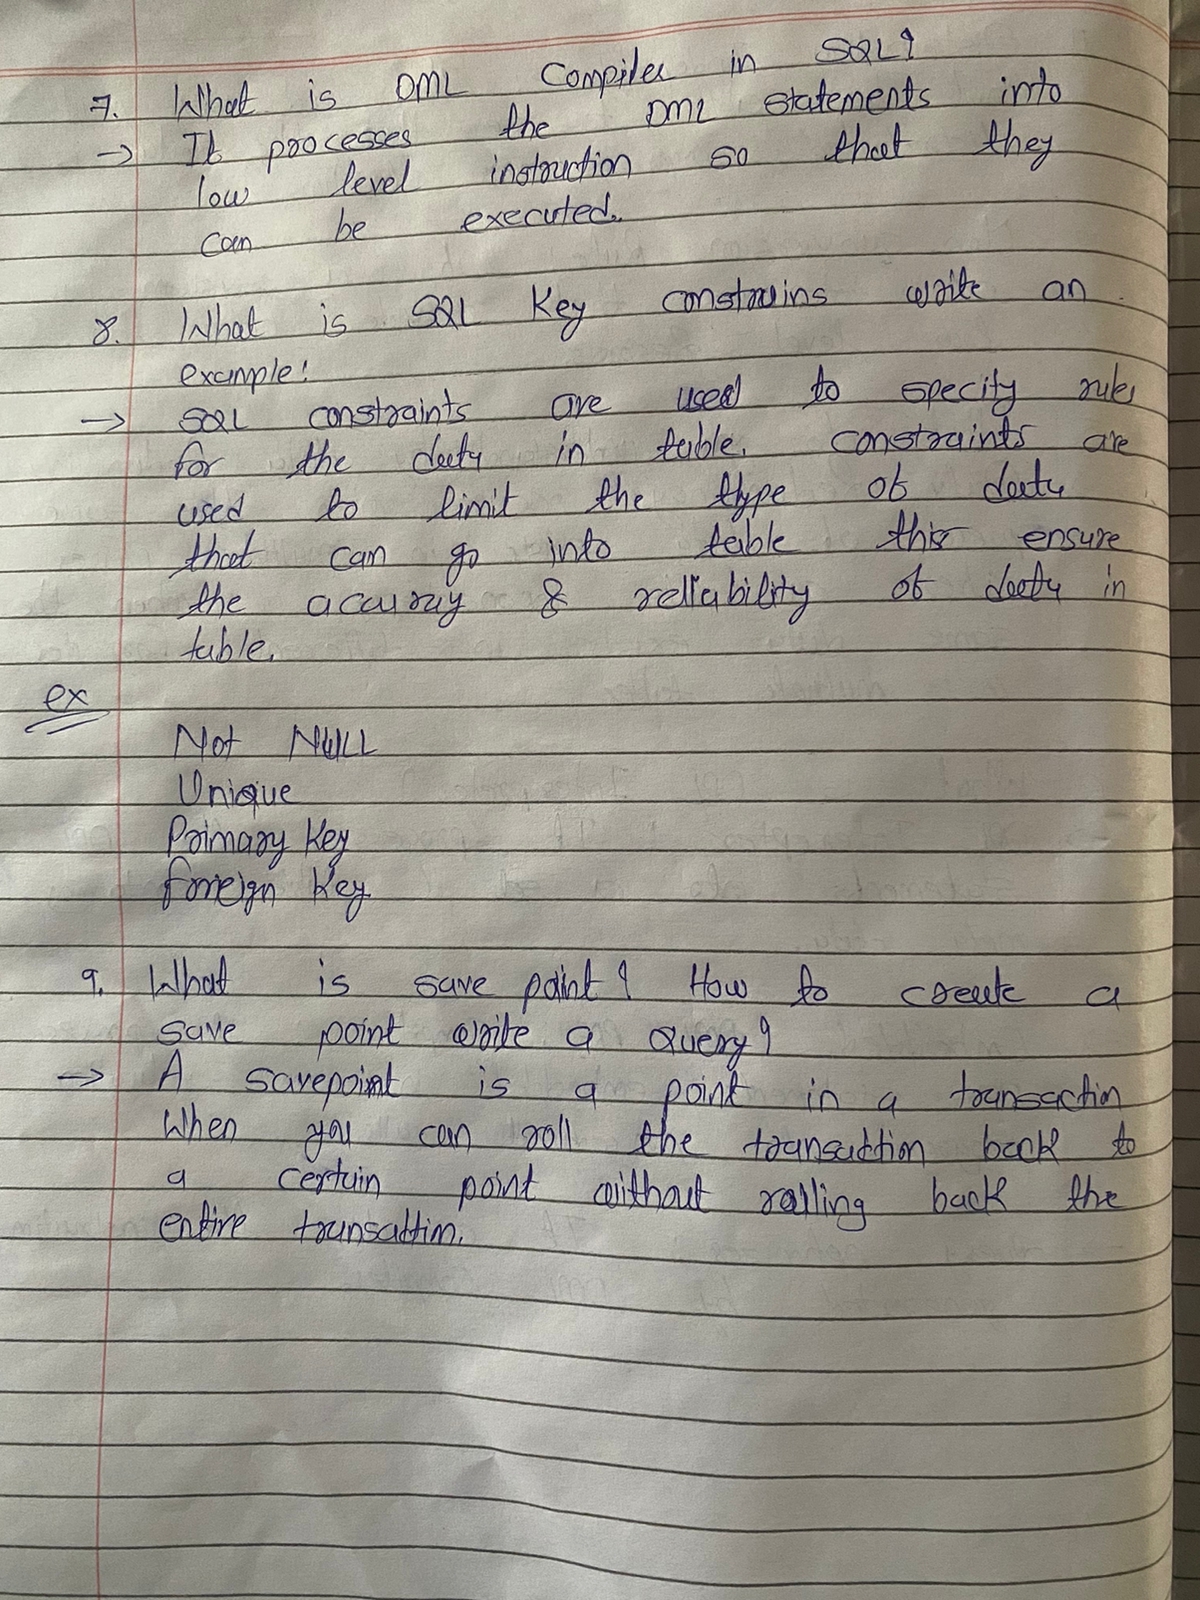 7. What is DML Compiler in SQL?
→ It processes the DML statements into
low level instruction so that they
can be executed.
8. What is SQL Key constrains write an
example!
→ SQL constraints are used to specity rules
for the data in table. constraints are
used to limit the type of data
that can go into table this ensure
the accuracy & reliability of data in
table.
ex
Not NULL
Unique
Primary Key
foreign Key
9. What is save point? How to create a
save point write a query?
→ A savepoint is a point in a transaction
When you can roll the transaction back to
a certain point without rolling back the
entire transaction.